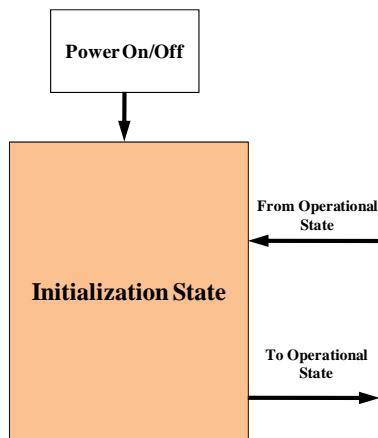 Power On/Off
From Operational
State
Initialization State
To Operational
State